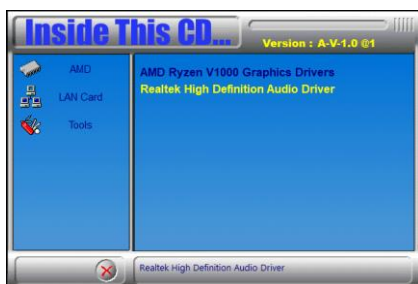 Inside This CD...
Version : A-V-1.0 @1
AMD
LAN Card
Tools
AMD Ryzen V1000 Graphics Drivers
Realtek High Definition Audio Driver
Realtek High Definition Audio Driver